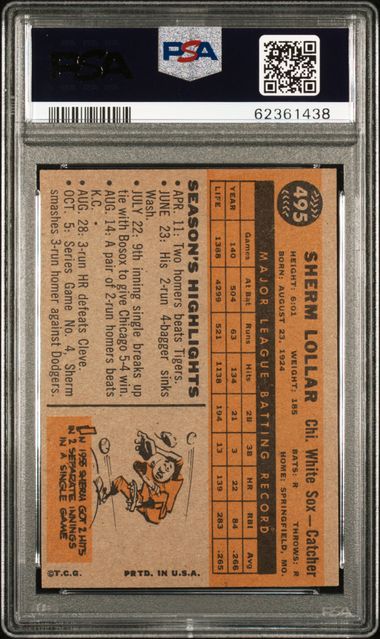 PSA
PSA
62361438
495
SHERM LOLLAR Chi. White Sox—Catcher
HEIGHT: 6:01 WEIGHT: 185 BATS: R THROWS: R
BORN: AUGUST 23, 1924 HOME: SPRINGFIELD, MO.
MAJOR LEAGUE BATTING RECORD
Games At Bat Runs Hits 2B 3B HR RBI Avg
YEAR 140 504 63 134 21 3 22 84 .266
LIFE 1388 4299 521 1138 194 13 139 283 .265
SEASON'S HIGHLIGHTS
• APR. 11: Two homers beats Tigers.
• JUNE 23: His 2-run 4-bagger sinks
Wash.
• JULY 22: 9th inning single breaks up
tie with Bosox to give Chicago 5-4 win.
• AUG. 14: A pair of 2-run homers beats
K.C.
• AUG. 28: 3-run HR defeats Cleve.
• OCT. 5: Series Game No. 4, Sherm
smashes 3-run homer against Dodgers.
IN 1955 SHERM GOT 2 HITS
IN 2 SEPARATE INNINGS
IN A SINGLE GAME
©T.C.G. PRTD. IN U.S.A.
PSA